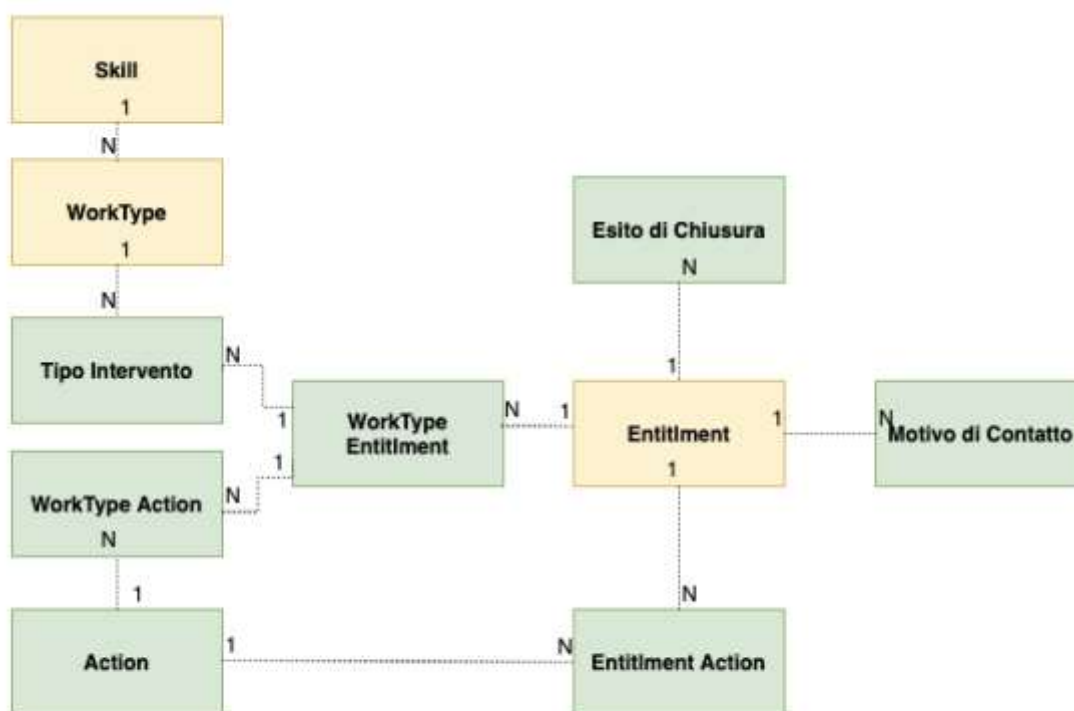 Skill
1
N
WorkType
1
N
Tipo Intervento
N
1
WorkType
Entitlment
1
N
WorkType Action
N
1
Action
1
N
Entitlment Action
N
1
Entitlment
1
N
1
N
Esito di Chiusura
1
N
Motivo di Contatto